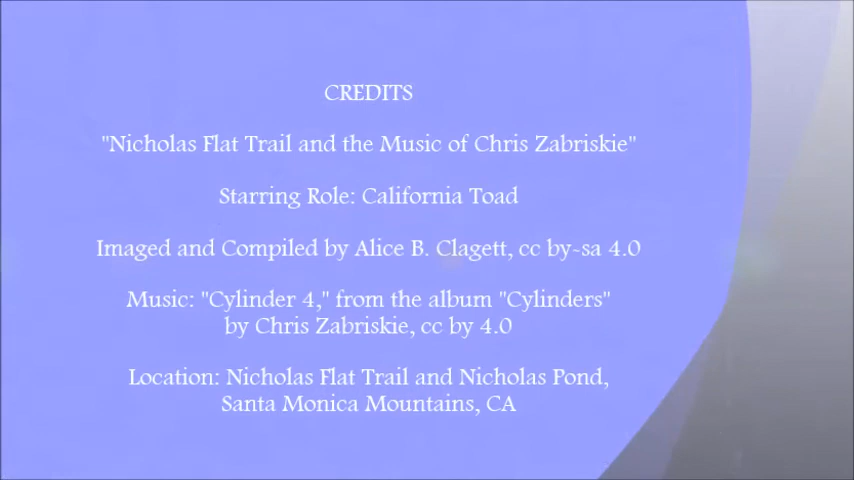 CREDITS
"Nicholas Flat Trail and the Music of Chris Zabriskie"
Starring Role: California Toad
Imaged and Compiled by Alice B. Clagett, cc by-sa 4.0
Music: "Cylinder 4," from the album "Cylinders"
by Chris Zabriskie, cc by 4.0
Location: Nicholas Flat Trail and Nicholas Pond,
Santa Monica Mountains, CA